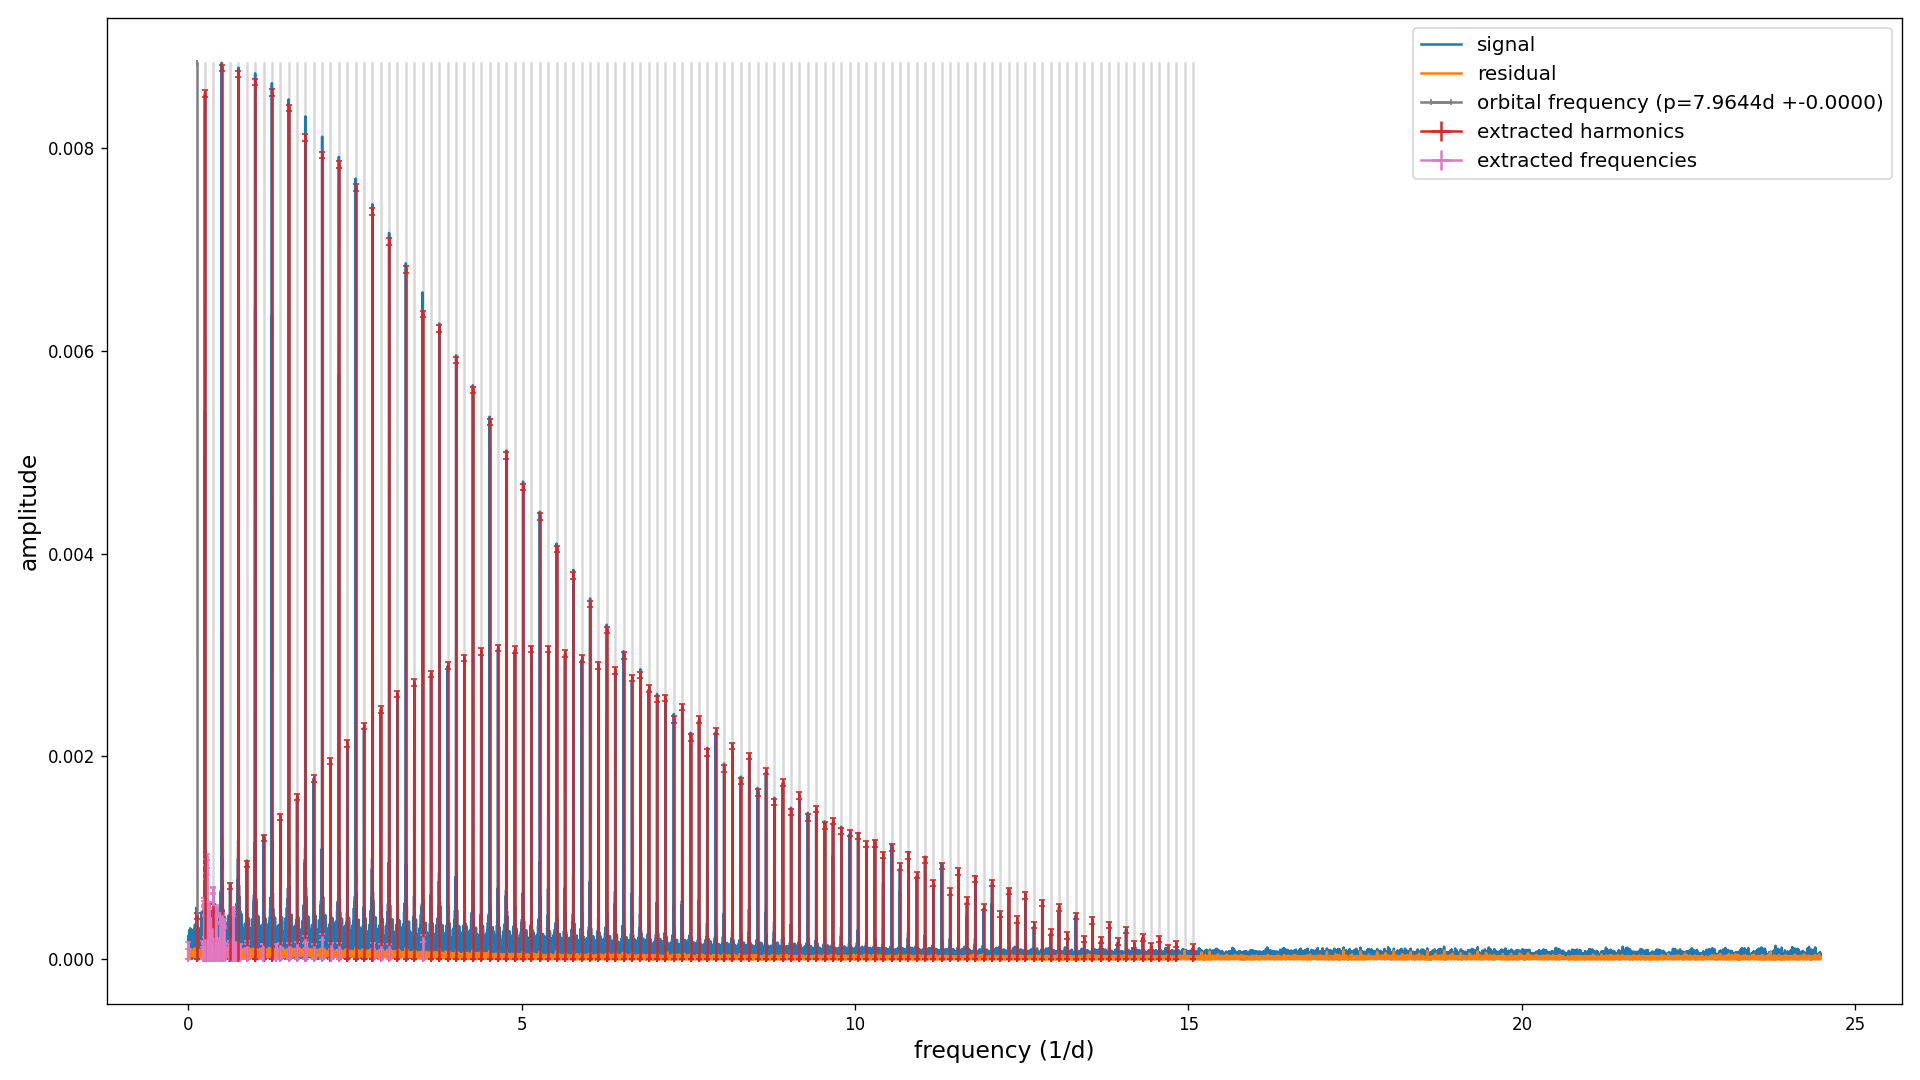 signal
residual
orbital frequency (p=7.9644d +-0.0000)
extracted harmonics
extracted frequencies
0.008
0.006
0.004
0.002
0.000
amplitude
0 5 10 15 20 25
frequency (1/d)